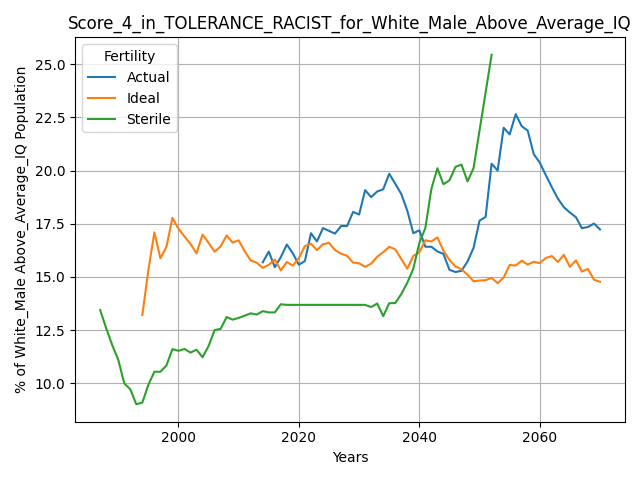 Score_4_in_TOLERANCE_RACIST_for_White_Male_Above_Average_IQ
% of White_Male Above_Average_IQ Population
25.0
22.5
20.0
17.5
15.0
12.5
10.0
Fertility
Actual
Ideal
Sterile
2000
2020
2040
2060
Years